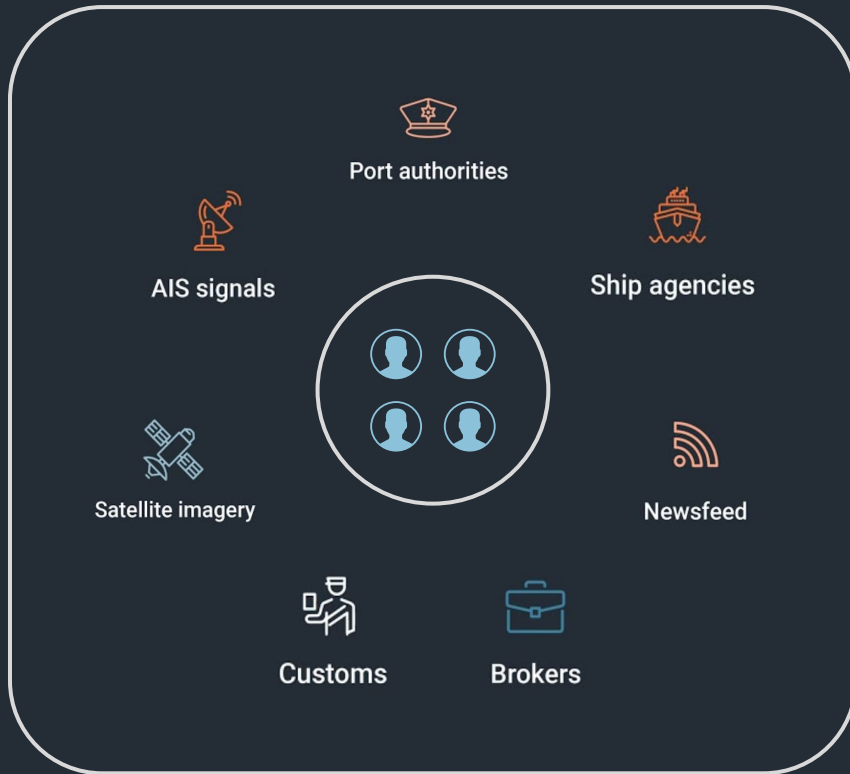 Port authorities
AIS signals
Ship agencies
Satellite imagery
Newsfeed
Customs
Brokers